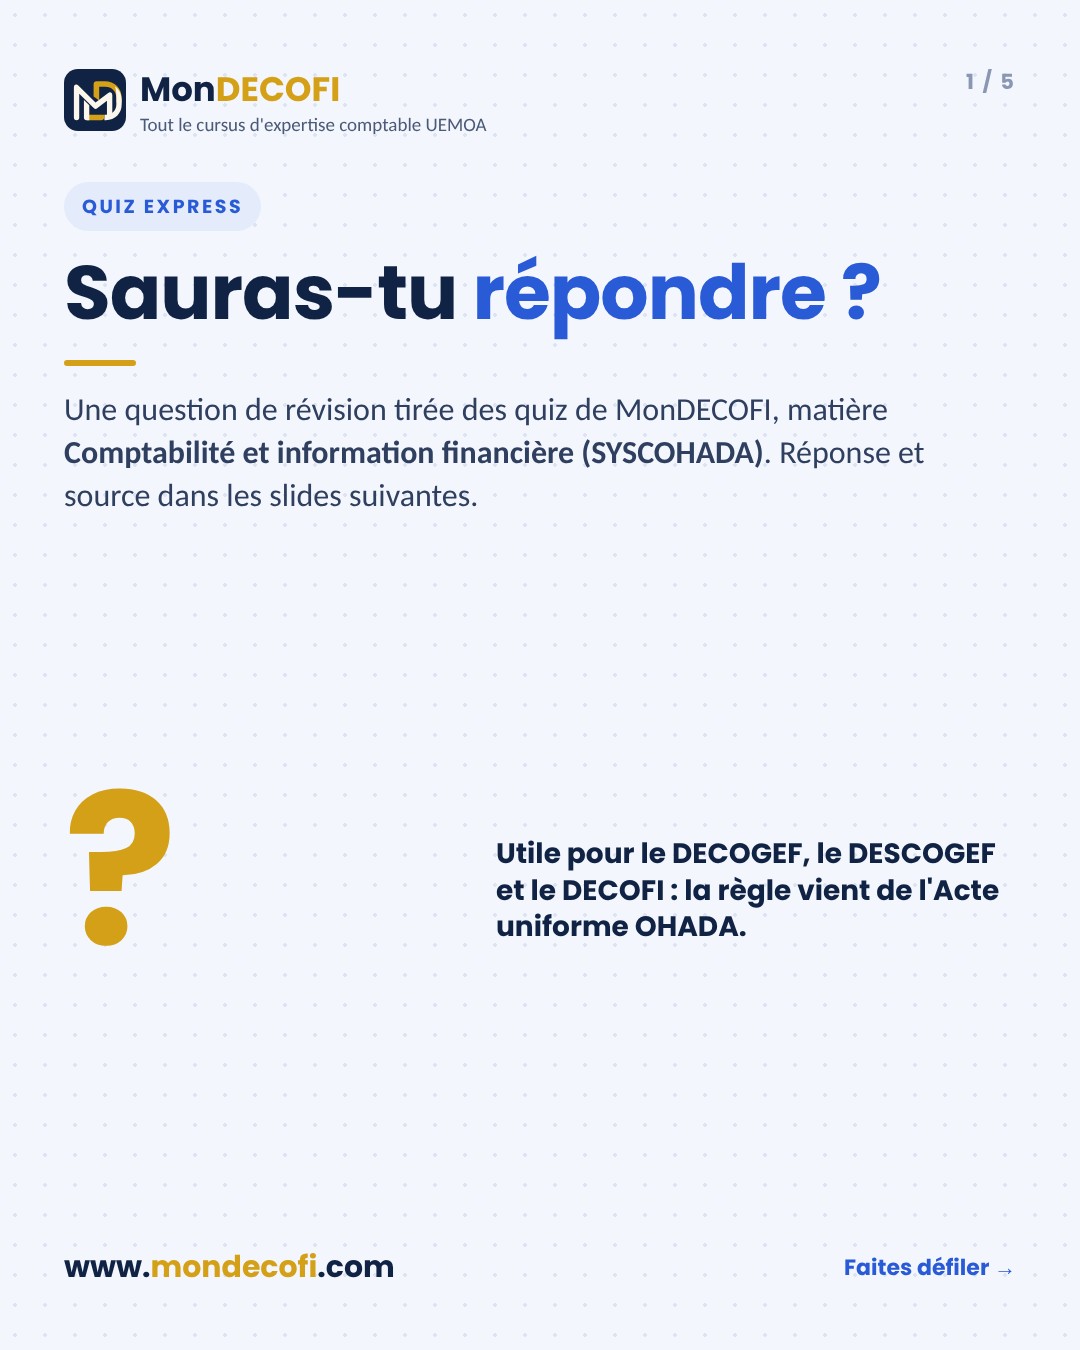 MonDECOFI
Tout le cursus d'expertise comptable UEMOA
1 / 5
QUIZ EXPRESS
Sauras-tu répondre ?
Une question de révision tirée des quiz de MonDECOFI, matière
Comptabilité et information financière (SYSCOHADA). Réponse et
source dans les slides suivantes.
?
Utile pour le DECOGEF, le DESCOGEF
et le DECOFI : la règle vient de l'Acte
uniforme OHADA.
www.mondecofi.com
Faites défiler →